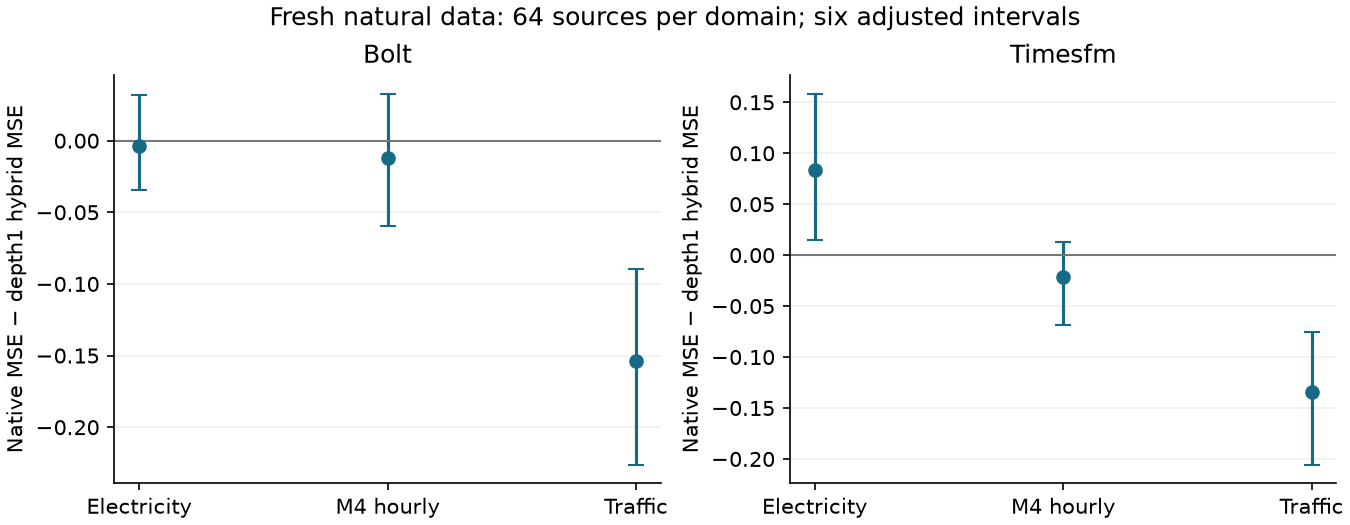 Fresh natural data: 64 sources per domain; six adjusted intervals
Bolt
Native MSE − depth1 hybrid MSE
0.00
−0.05
−0.10
−0.15
−0.20
Electricity
M4 hourly
Traffic
Timesfm
Native MSE − depth1 hybrid MSE
0.15
0.10
0.05
0.00
−0.05
−0.10
−0.15
−0.20
Electricity
M4 hourly
Traffic